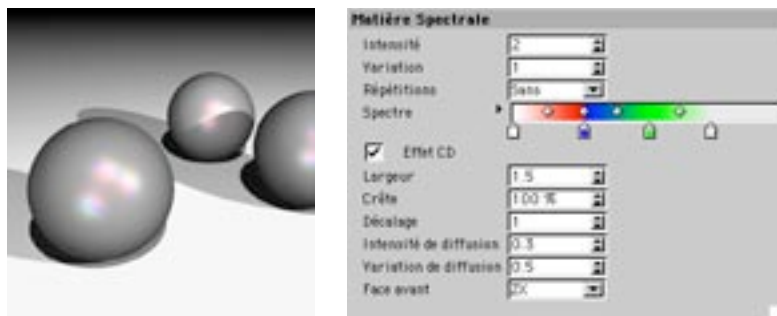 Matière Spectrale
Intensité 2
Variation 1
Répétitions Sans
Spectre
Effet CD
Largeur 1.5
Crête 100 %
Décalage 1
Intensité de diffusion 0.3
Variation de diffusion 0.5
Face avant ZX